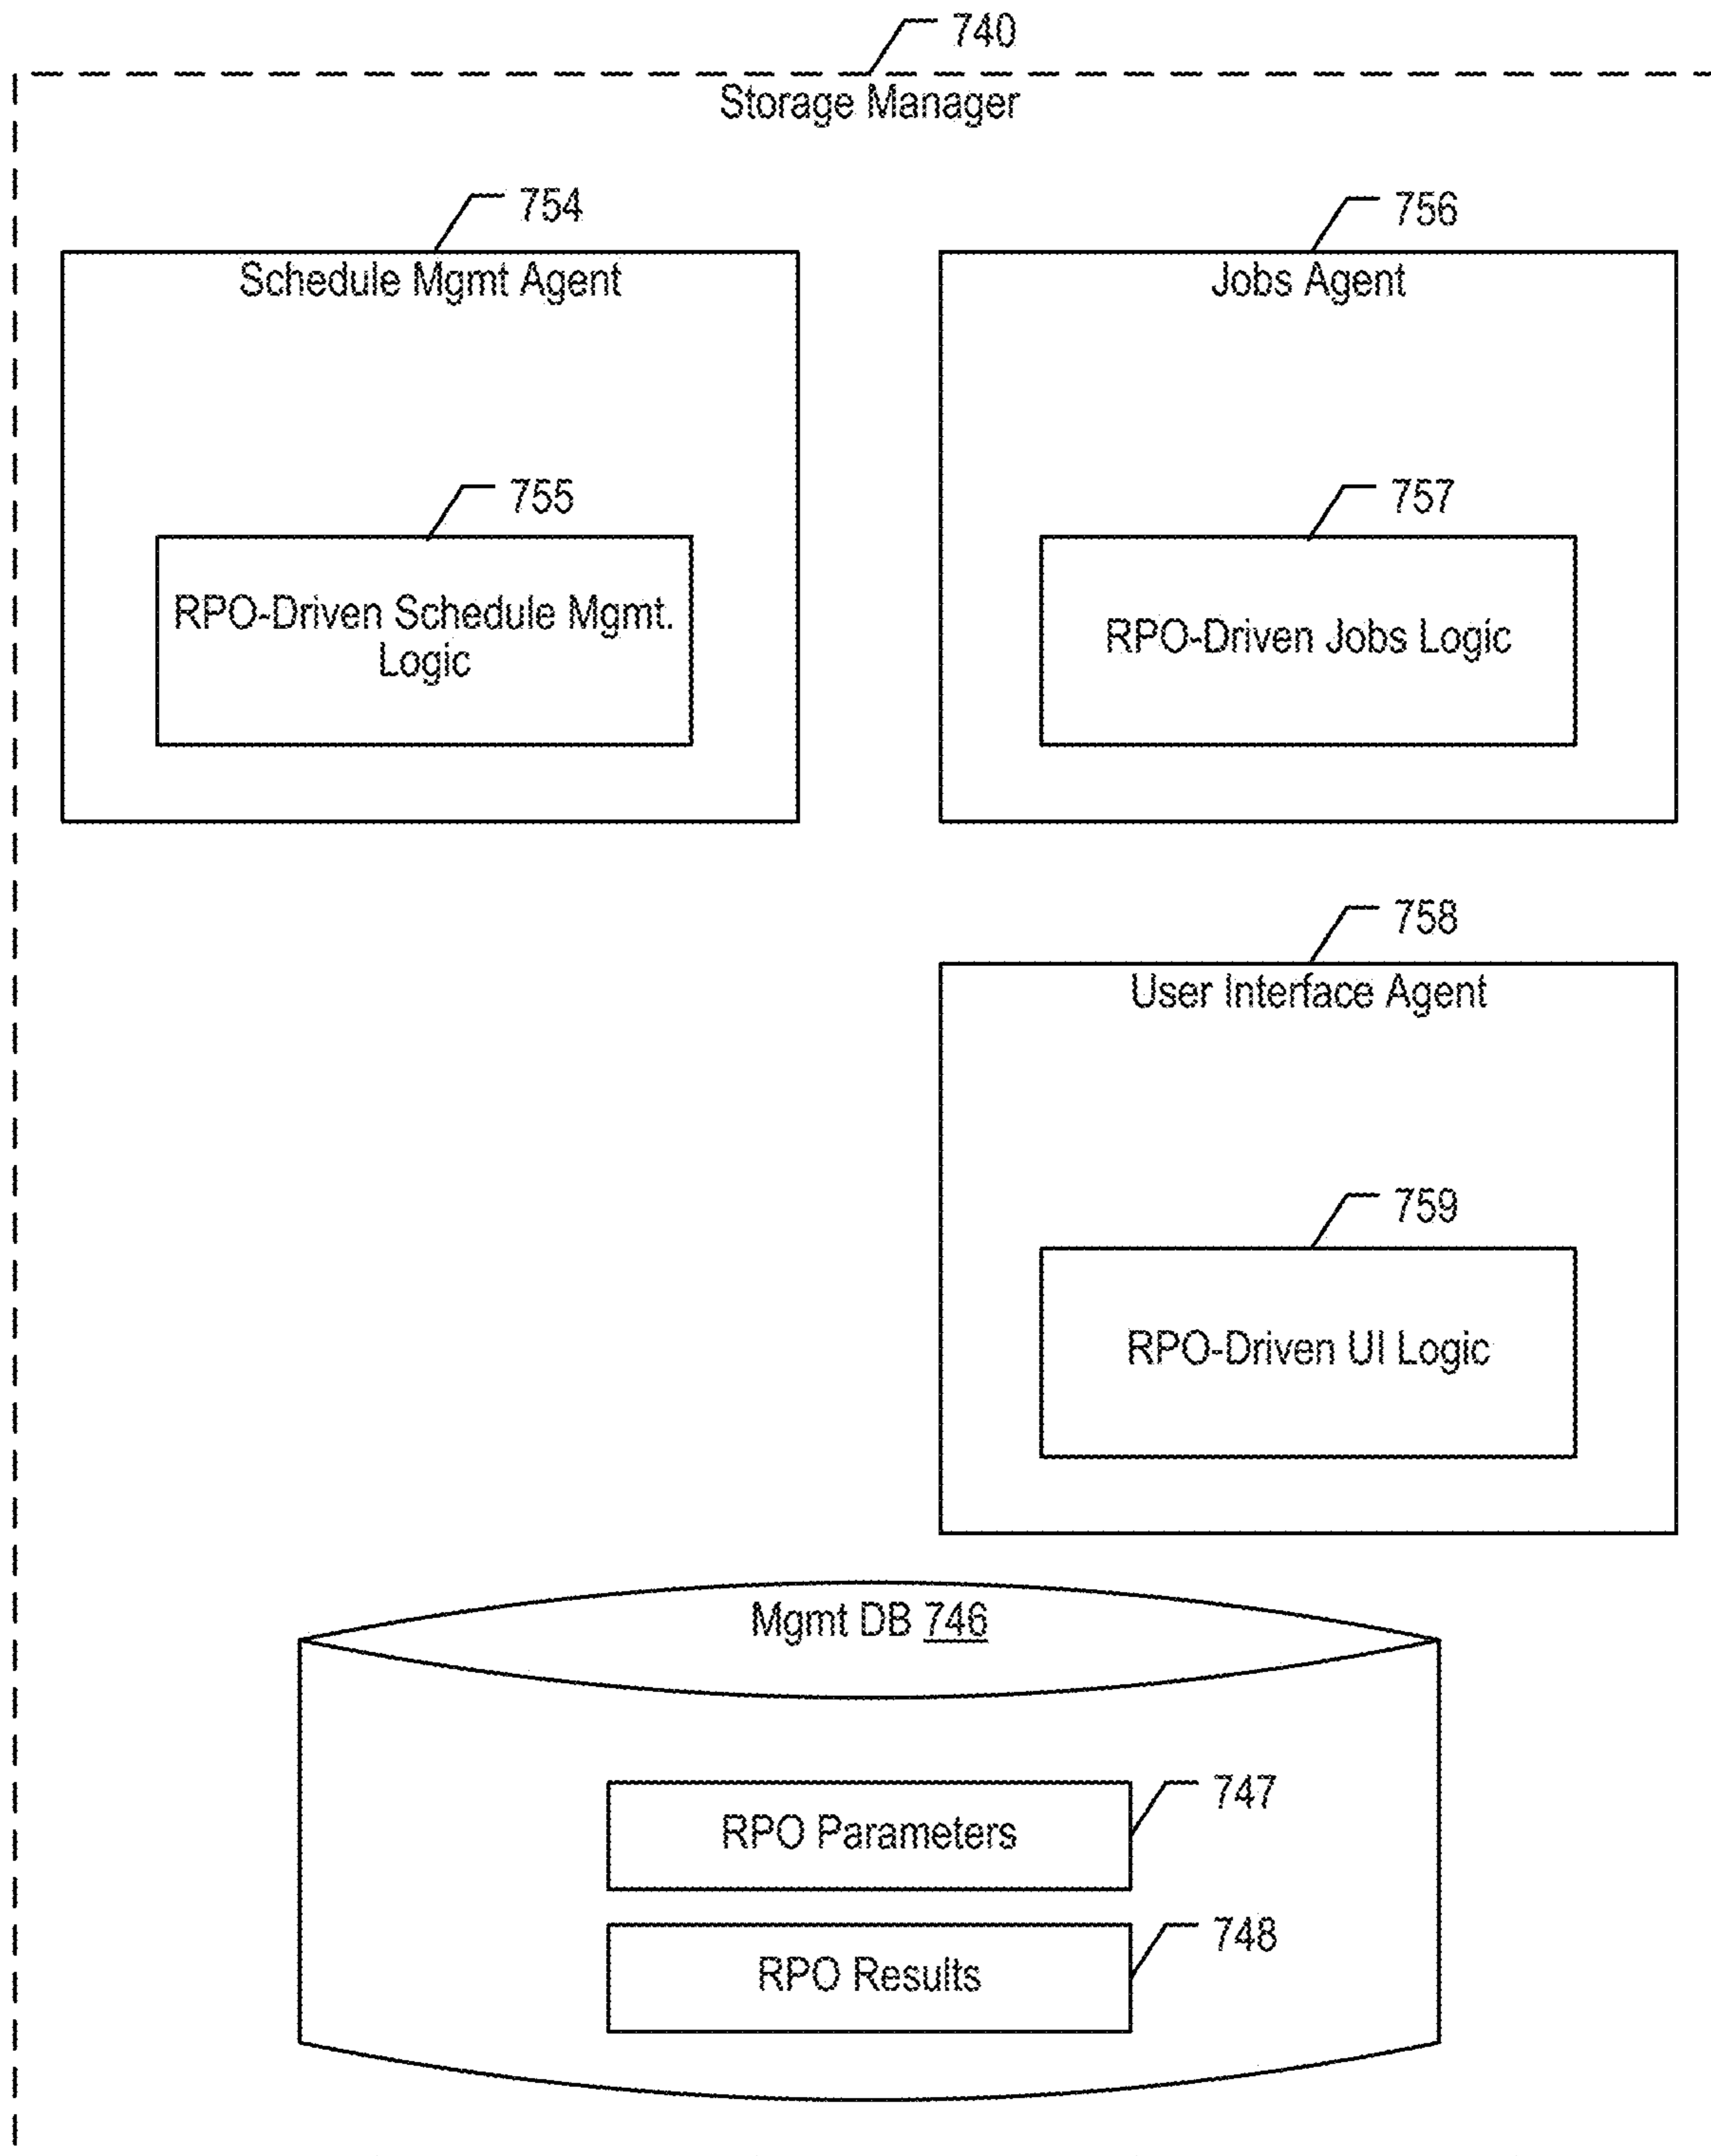 740
Storage Manager
754
756
Schedule Mgmt Agent
Jobs Agent
755
757
RPO-Driven Schedule Mgmt.
Logic
RPO-Driven Jobs Logic
758
User Interface Agent
759
RPO-Driven UI Logic
Mgmt DB 746
747
RPO Parameters
748
RPO Results